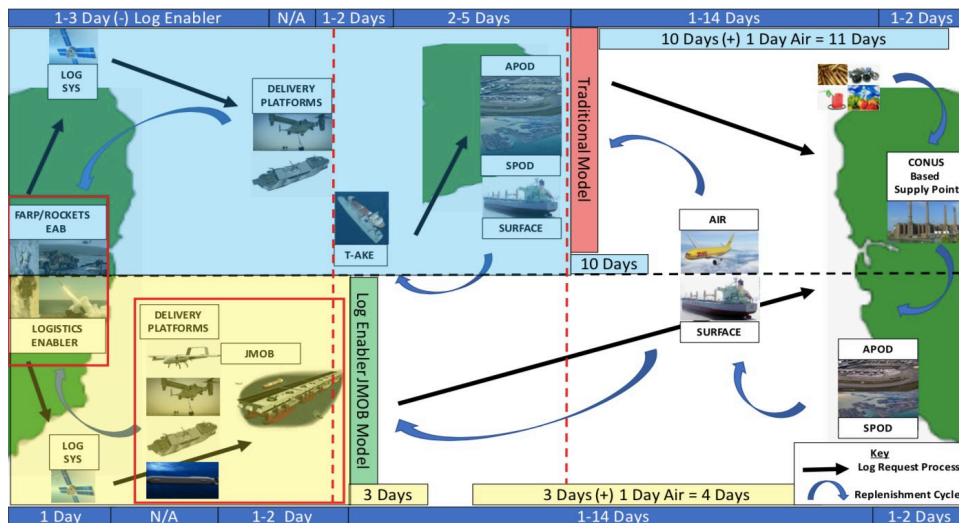 1-3 Day (-) Log Enabler
N/A
1-2 Days
2-5 Days
1-14 Days
1-2 Days
10 Days (+) 1 Day Air = 11 Days
LOG
SYS
DELIVERY
PLATFORMS
APOD
SPOD
SURFACE
T-AKE
Traditional Model
10 Days
AIR
SURFACE
CONUS
Based
Supply Point
FARP/ROCKETS
EAB
LOGISTICS
ENABLER
DELIVERY
PLATFORMS
JMOB
Log Enabler JMOB Model
LOG
SYS
APOD
SPOD
Key
Log Request Process
Replenishment Cycle
3 Days
3 Days (+) 1 Day Air = 4 Days
1 Day
N/A
1-2 Day
1-14 Days
1-2 Days